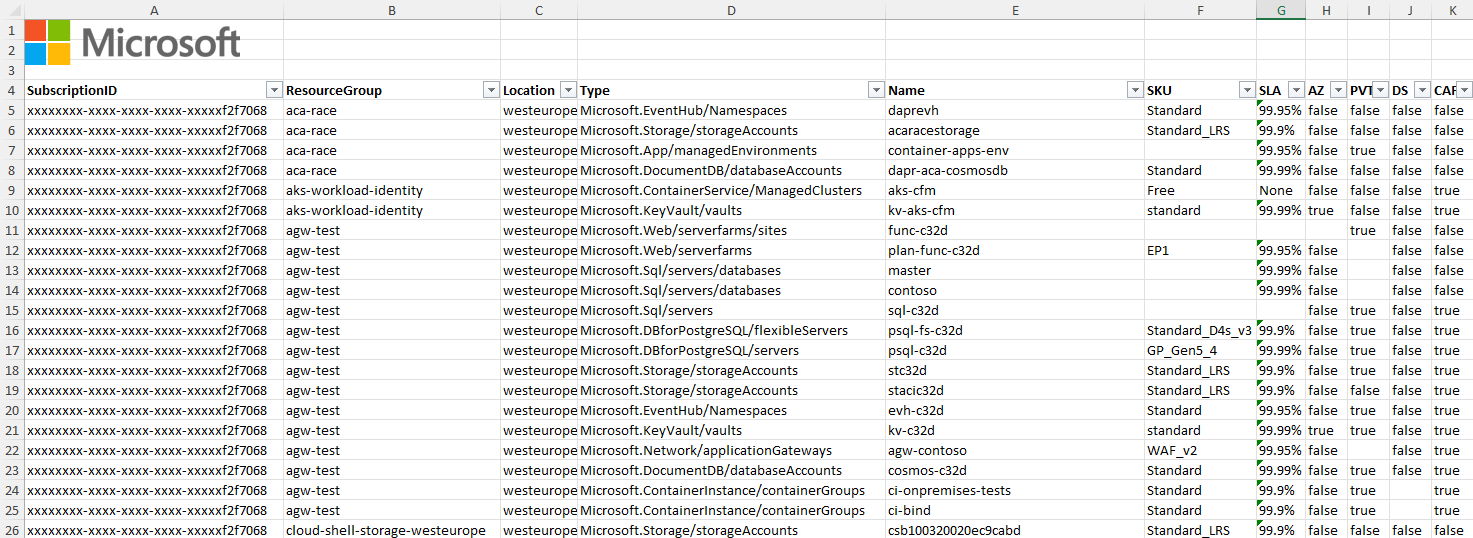 A B C D E F G H I J K
1
2 Microsoft
3
4 SubscriptionID ResourceGroup Location Type Name SKU SLA AZ PVT DS CAF
5 xxxxxxxx-xxxx-xxxx-xxxx-xxxxxf2f7068 aca-race westeurope Microsoft.EventHub/Namespaces daprevh Standard 99.95% false false false false
6 xxxxxxxx-xxxx-xxxx-xxxx-xxxxxf2f7068 aca-race westeurope Microsoft.Storage/storageAccounts acaracestorage Standard_LRS 99.9% false false false false
7 xxxxxxxx-xxxx-xxxx-xxxx-xxxxxf2f7068 aca-race westeurope Microsoft.App/managedEnvironments container-apps-env 99.95% false true false false
8 xxxxxxxx-xxxx-xxxx-xxxx-xxxxxf2f7068 aca-race westeurope Microsoft.DocumentDB/databaseAccounts dapr-aca-cosmosdb Standard 99.99% false false false false
9 xxxxxxxx-xxxx-xxxx-xxxx-xxxxxf2f7068 aks-workload-identity westeurope Microsoft.ContainerService/ManagedClusters aks-cfm Free None false false false true
10 xxxxxxxx-xxxx-xxxx-xxxx-xxxxxf2f7068 aks-workload-identity westeurope Microsoft.KeyVault/vaults kv-aks-cfm standard 99.99% true false false true
11 xxxxxxxx-xxxx-xxxx-xxxx-xxxxxf2f7068 agw-test westeurope Microsoft.Web/serverfarms/sites func-c32d true false false
12 xxxxxxxx-xxxx-xxxx-xxxx-xxxxxf2f7068 agw-test westeurope Microsoft.Web/serverfarms plan-func-c32d EP1 99.95% false false false
13 xxxxxxxx-xxxx-xxxx-xxxx-xxxxxf2f7068 agw-test westeurope Microsoft.Sql/servers/databases master 99.99% false false false
14 xxxxxxxx-xxxx-xxxx-xxxx-xxxxxf2f7068 agw-test westeurope Microsoft.Sql/servers/databases contoso 99.99% false false false
15 xxxxxxxx-xxxx-xxxx-xxxx-xxxxxf2f7068 agw-test westeurope Microsoft.Sql/servers sql-c32d false true false true
16 xxxxxxxx-xxxx-xxxx-xxxx-xxxxxf2f7068 agw-test westeurope Microsoft.DBforPostgreSQL/flexibleServers psql-fs-c32d Standard_D4s_v3 99.9% false true false true
17 xxxxxxxx-xxxx-xxxx-xxxx-xxxxxf2f7068 agw-test westeurope Microsoft.DBforPostgreSQL/servers psql-c32d GP_Gen5_4 99.99% false true false true
18 xxxxxxxx-xxxx-xxxx-xxxx-xxxxxf2f7068 agw-test westeurope Microsoft.Storage/storageAccounts stc32d Standard_LRS 99.9% false true false true
19 xxxxxxxx-xxxx-xxxx-xxxx-xxxxxf2f7068 agw-test westeurope Microsoft.Storage/storageAccounts stacic32d Standard_LRS 99.9% false false false true
20 xxxxxxxx-xxxx-xxxx-xxxx-xxxxxf2f7068 agw-test westeurope Microsoft.EventHub/Namespaces evh-c32d Standard 99.95% false true false true
21 xxxxxxxx-xxxx-xxxx-xxxx-xxxxxf2f7068 agw-test westeurope Microsoft.KeyVault/vaults kv-c32d standard 99.99% true true false true
22 xxxxxxxx-xxxx-xxxx-xxxx-xxxxxf2f7068 agw-test westeurope Microsoft.Network/applicationGateways agw-contoso WAF_v2 99.95% false false true
23 xxxxxxxx-xxxx-xxxx-xxxx-xxxxxf2f7068 agw-test westeurope Microsoft.DocumentDB/databaseAccounts cosmos-c32d Standard 99.99% false true false true
24 xxxxxxxx-xxxx-xxxx-xxxx-xxxxxf2f7068 agw-test westeurope Microsoft.ContainerInstance/containerGroups ci-onpremises-tests Standard 99.9% false true true
25 xxxxxxxx-xxxx-xxxx-xxxx-xxxxxf2f7068 agw-test westeurope Microsoft.ContainerInstance/containerGroups ci-bind Standard 99.9% false true true
26 xxxxxxxx-xxxx-xxxx-xxxx-xxxxxf2f7068 cloud-shell-storage-westeurope westeurope Microsoft.Storage/storageAccounts csb100320020ec9cabd Standard_LRS 99.9% false false false false